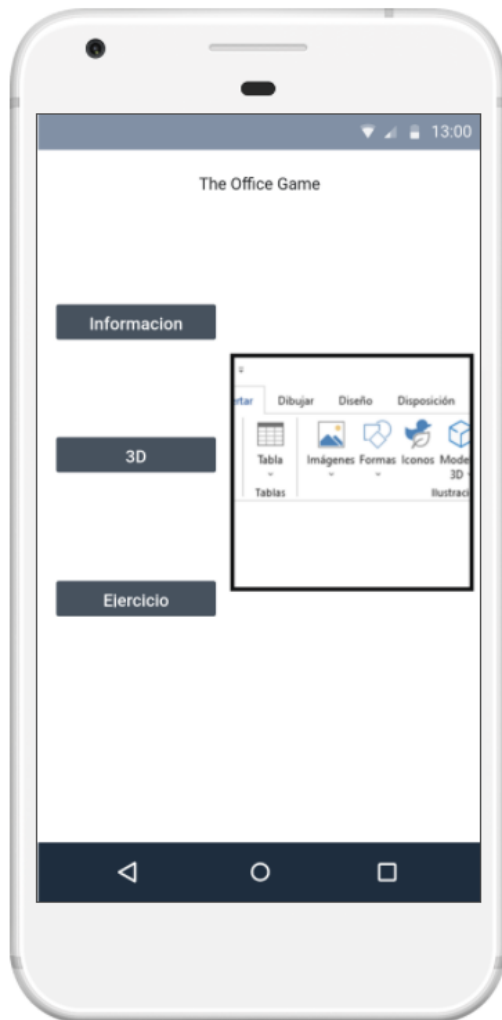 13:00
The Office Game
Informacion
3D
Ejercicio
rtar Dibujar Diseño Disposición
Tabla Imágenes Formas Iconos Mode
3D
Tablas Ilustraci